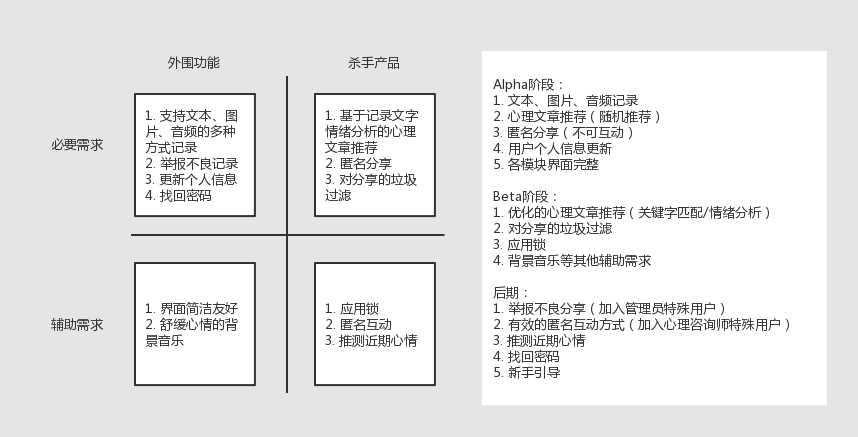 外围功能
杀手产品
必要需求
1. 支持文本、图
片、音频的多种
方式记录
2. 举报不良记录
3. 更新个人信息
4. 找回密码
1. 基于记录文字
情绪分析的心理
文章推荐
2. 匿名分享
3. 对分享的垃圾
过滤
辅助需求
1. 界面简洁友好
2. 舒缓心情的背
景音乐
1. 应用锁
2. 匿名互动
3. 推测近期心情
Alpha阶段：
1. 文本、图片、音频记录
2. 心理文章推荐（随机推荐）
3. 匿名分享（不可互动）
4. 用户个人信息更新
5. 各模块界面完整
Beta阶段：
1. 优化的心理文章推荐（关键字匹配/情绪分析）
2. 对分享的垃圾过滤
3. 应用锁
4. 背景音乐等其他辅助需求
后期：
1. 举报不良分享（加入管理员特殊用户）
2. 有效的匿名互动方式（加入心理咨询师特殊用户）
3. 推测近期心情
4. 找回密码
5. 新手引导